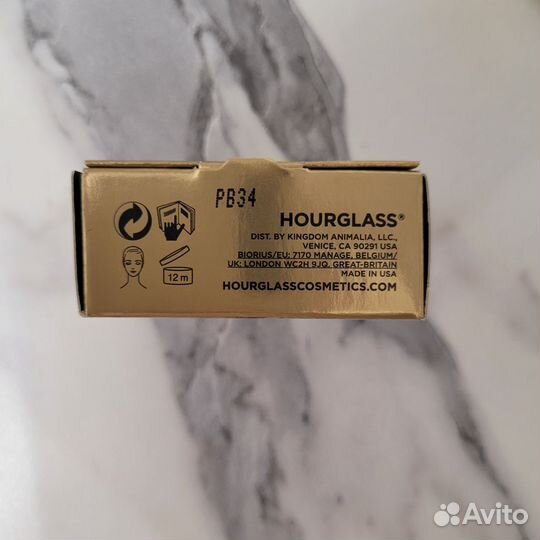 PB34
HOURGLASS®
DIST. BY KINGDOM ANIMALIA, LLC.,
VENICE, CA 90291 USA
BIORIUS/EU: 7170 MANAGE, BELGIUM/
UK: LONDON WC2H 9JQ, GREAT-BRITAIN
MADE IN USA
HOURGLASSCOSMETICS.COM
12 m
Avito